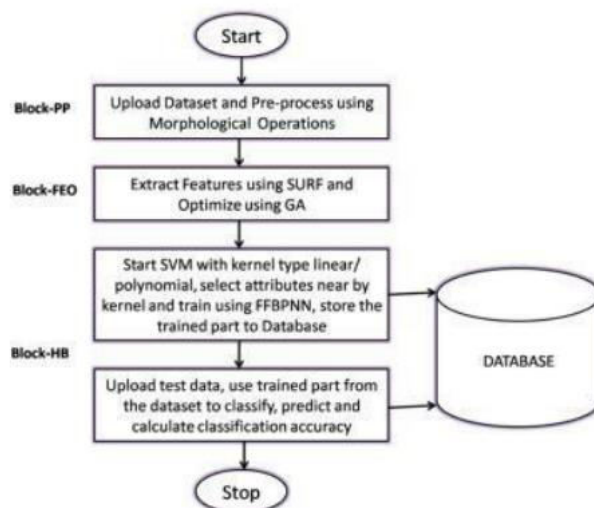 Start
Block-PP
Upload Dataset and Pre-process using
Morphological Operations
Block-FEO
Extract Features using SURF and
Optimize using GA
Start SVM with kernel type linear/
polynomial, select attributes near by
kernel and train using FFBPNN, store the
trained part to Database
Block-HB
DATABASE
Upload test data, use trained part from
the dataset to classify, predict and
calculate classification accuracy
Stop